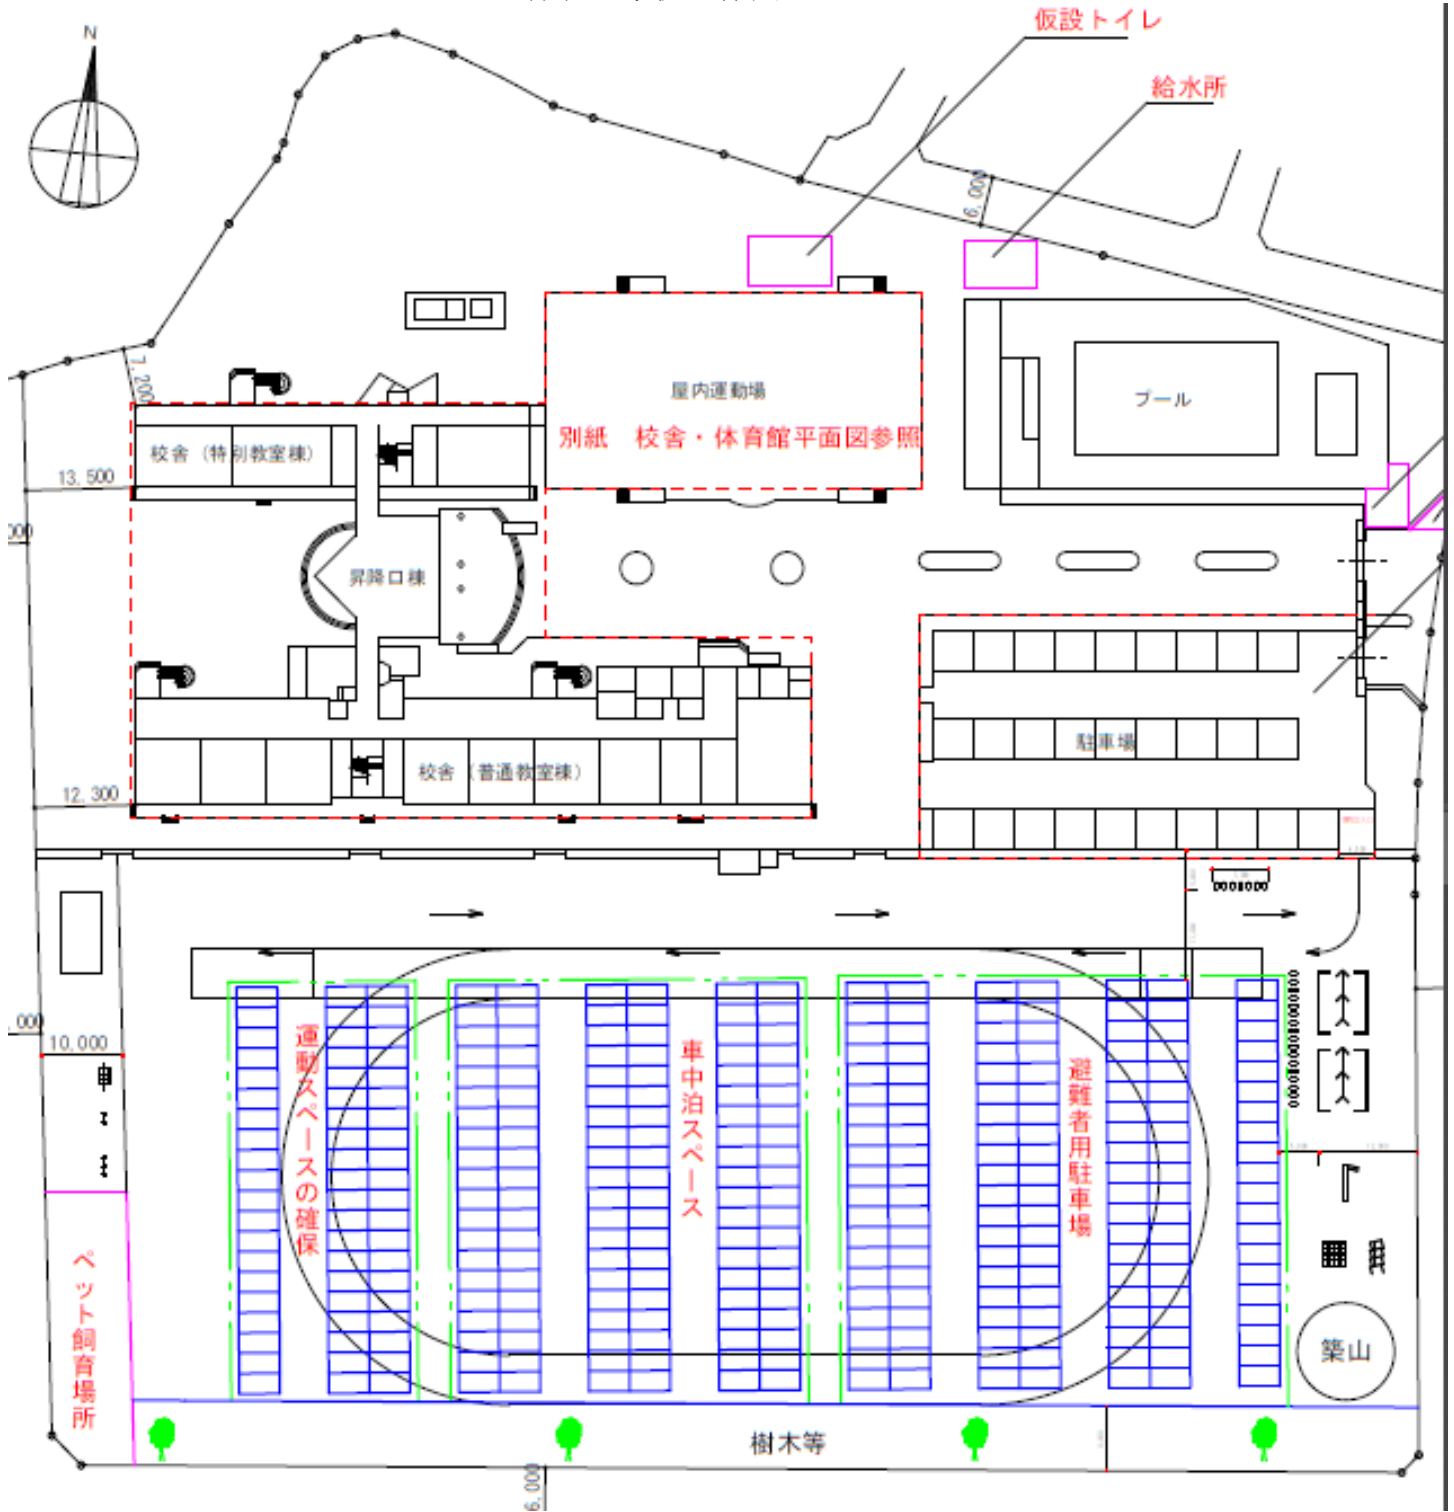 仮設トイレ
N
給水所
6,000
7,200
屋内運動場
プール
別紙 校舎・体育館平面図参照
校舎（特別教室棟）
13,500
000
昇降口棟
駐車場
校舎（普通教室棟）
12,300
000
10,000
運動スペースの確保
車中泊スペース
避難者用駐車場
ペット飼育場所
築山
樹木等
6,000